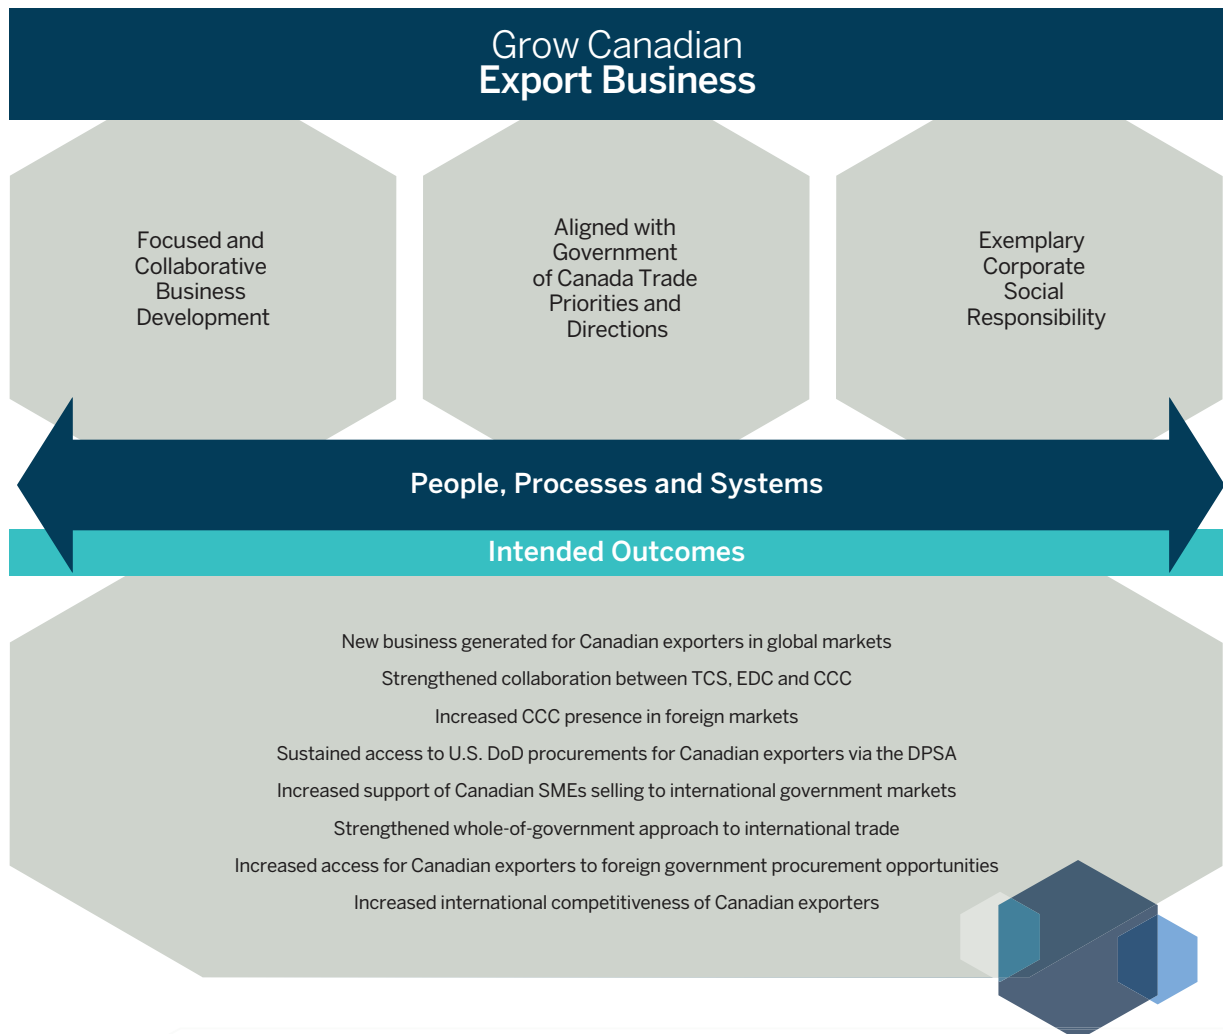 Grow Canadian
Export Business
Focused and
Collaborative
Business
Development
Aligned with
Government
of Canada Trade
Priorities and
Directions
Exemplary
Corporate
Social
Responsibility
People, Processes and Systems
Intended Outcomes
New business generated for Canadian exporters in global markets
Strengthened collaboration between TCS, EDC and CCC
Increased CCC presence in foreign markets
Sustained access to U.S. DoD procurements for Canadian exporters via the DPSA
Increased support of Canadian SMEs selling to international government markets
Strengthened whole-of-government approach to international trade
Increased access for Canadian exporters to foreign government procurement opportunities
Increased international competitiveness of Canadian exporters